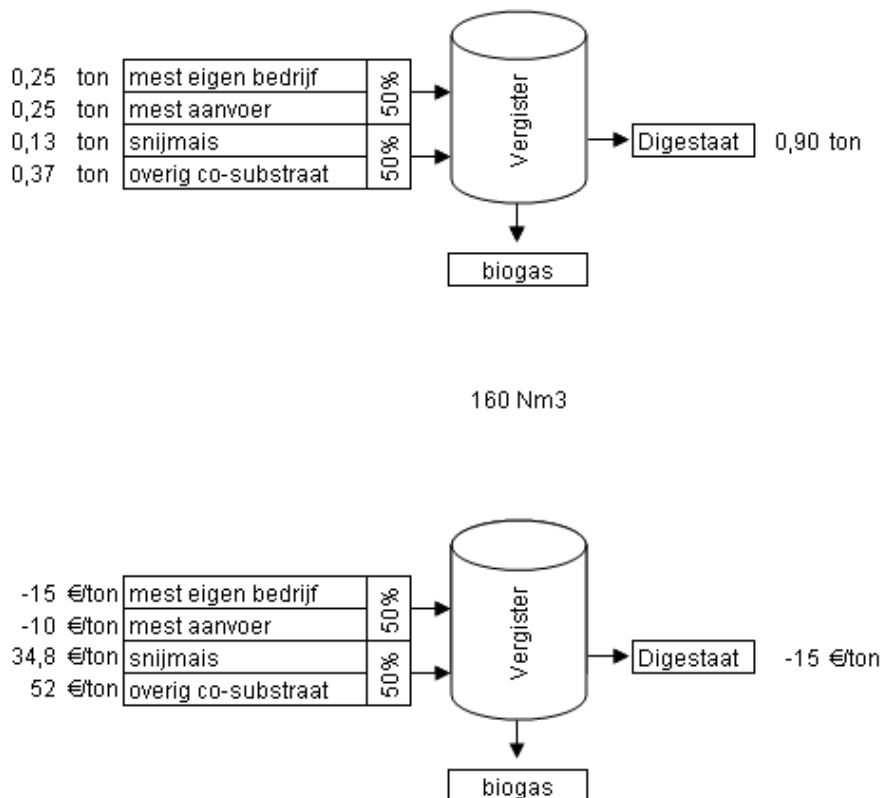 0,25 ton mest eigen bedrijf 50%
0,25 ton mest aanvoer
0,13 ton snijmais 50%
0,37 ton overig co-substraat
Vergister
Digestaat 0,90 ton
biogas
160 Nm3
-15 €/ton mest eigen bedrijf 50%
-10 €/ton mest aanvoer
34,8 €/ton snijmais 50%
52 €/ton overig co-substraat
Vergister
Digestaat -15 €/ton
biogas